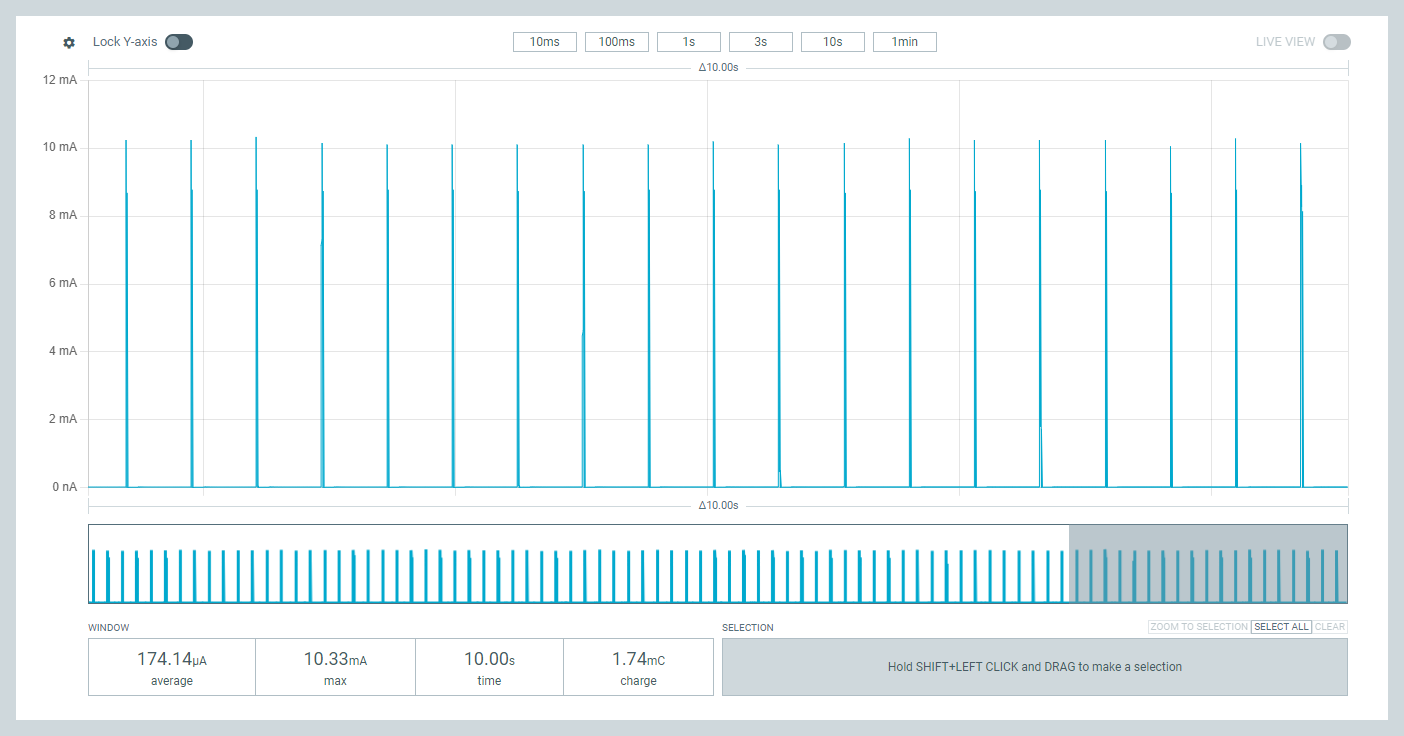 Lock Y-axis
10ms 100ms 1s 3s 10s 1min
LIVE VIEW
Δ10.00s
12 mA
10 mA
8 mA
6 mA
4 mA
2 mA
0 nA
Δ10.00s
WINDOW
174.14μA 10.33mA 10.00s 1.74mC
average max time charge
SELECTION
ZOOM TO SELECTION SELECT ALL CLEAR
Hold SHIFT+LEFT CLICK and DRAG to make a selection